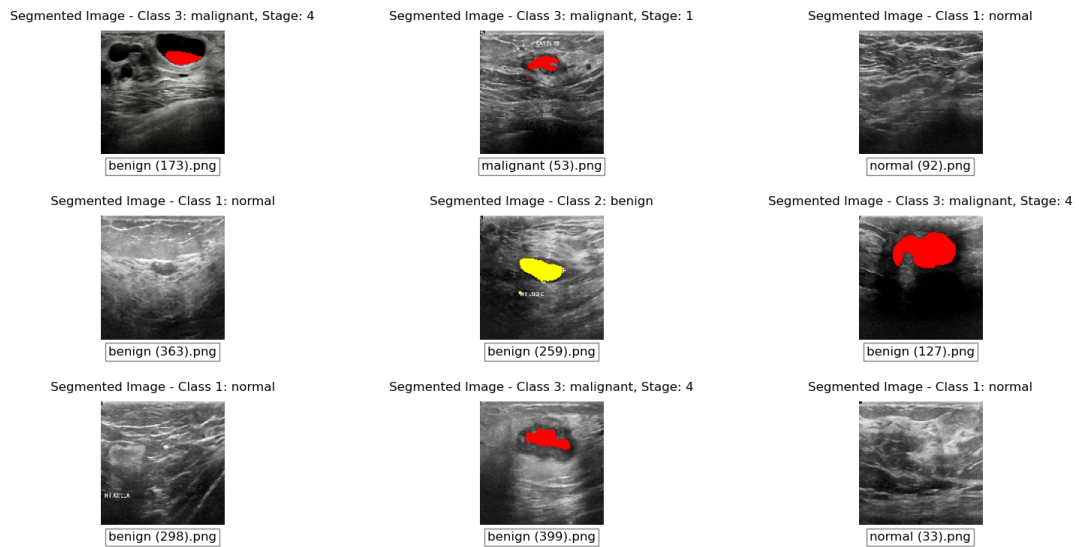 Segmented Image - Class 3: malignant, Stage: 4
Segmented Image - Class 3: malignant, Stage: 1
Segmented Image - Class 1: normal
benign (173).png
malignant (53).png
normal (92).png
Segmented Image - Class 1: normal
Segmented Image - Class 2: benign
Segmented Image - Class 3: malignant, Stage: 4
benign (363).png
benign (259).png
benign (127).png
Segmented Image - Class 1: normal
Segmented Image - Class 3: malignant, Stage: 4
Segmented Image - Class 1: normal
RT AXILLA
benign (298).png
benign (399).png
normal (33).png